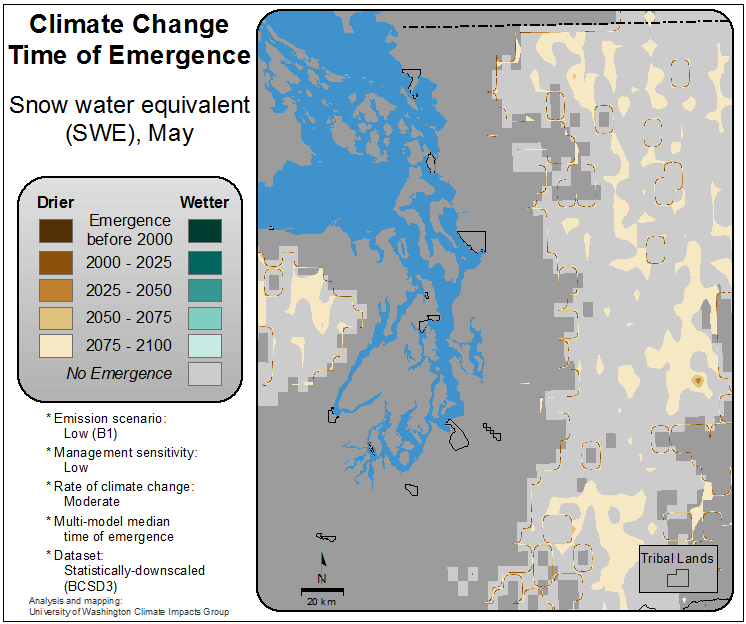 Climate Change
Time of Emergence
Snow water equivalent
(SWE), May
Drier
Wetter
Emergence
before 2000
2000 - 2025
2025 - 2050
2050 - 2075
2075 - 2100
No Emergence
* Emission scenario:
Low (B1)
* Management sensitivity:
Low
* Rate of climate change:
Moderate
* Multi-model median
time of emergence
* Dataset:
Statistically-downscaled
(BCSD3)
Analysis and mapping:
University of Washington Climate Impacts Group
N
20 km
Tribal Lands